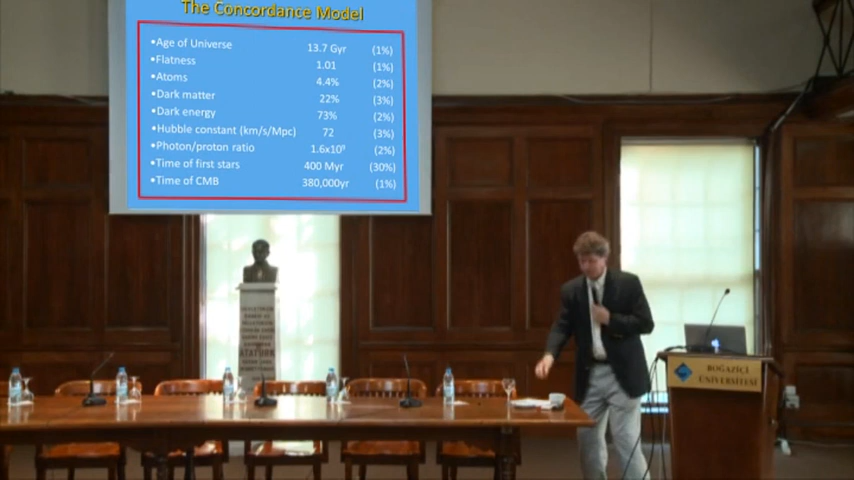 The Concordance Model
•Age of Universe 13.7 Gyr (1%)
•Flatness 1.01 (1%)
•Atoms 4.4% (2%)
•Dark matter 22% (3%)
•Dark energy 73% (2%)
•Hubble constant (km/s/Mpc) 72 (3%)
•Photon/proton ratio 1.6x10⁹ (2%)
•Time of first stars 400 Myr (30%)
•Time of CMB 380,000yr (1%)
ATATÜRK
BOĞAZİÇİ
ÜNİVERSİTESİ